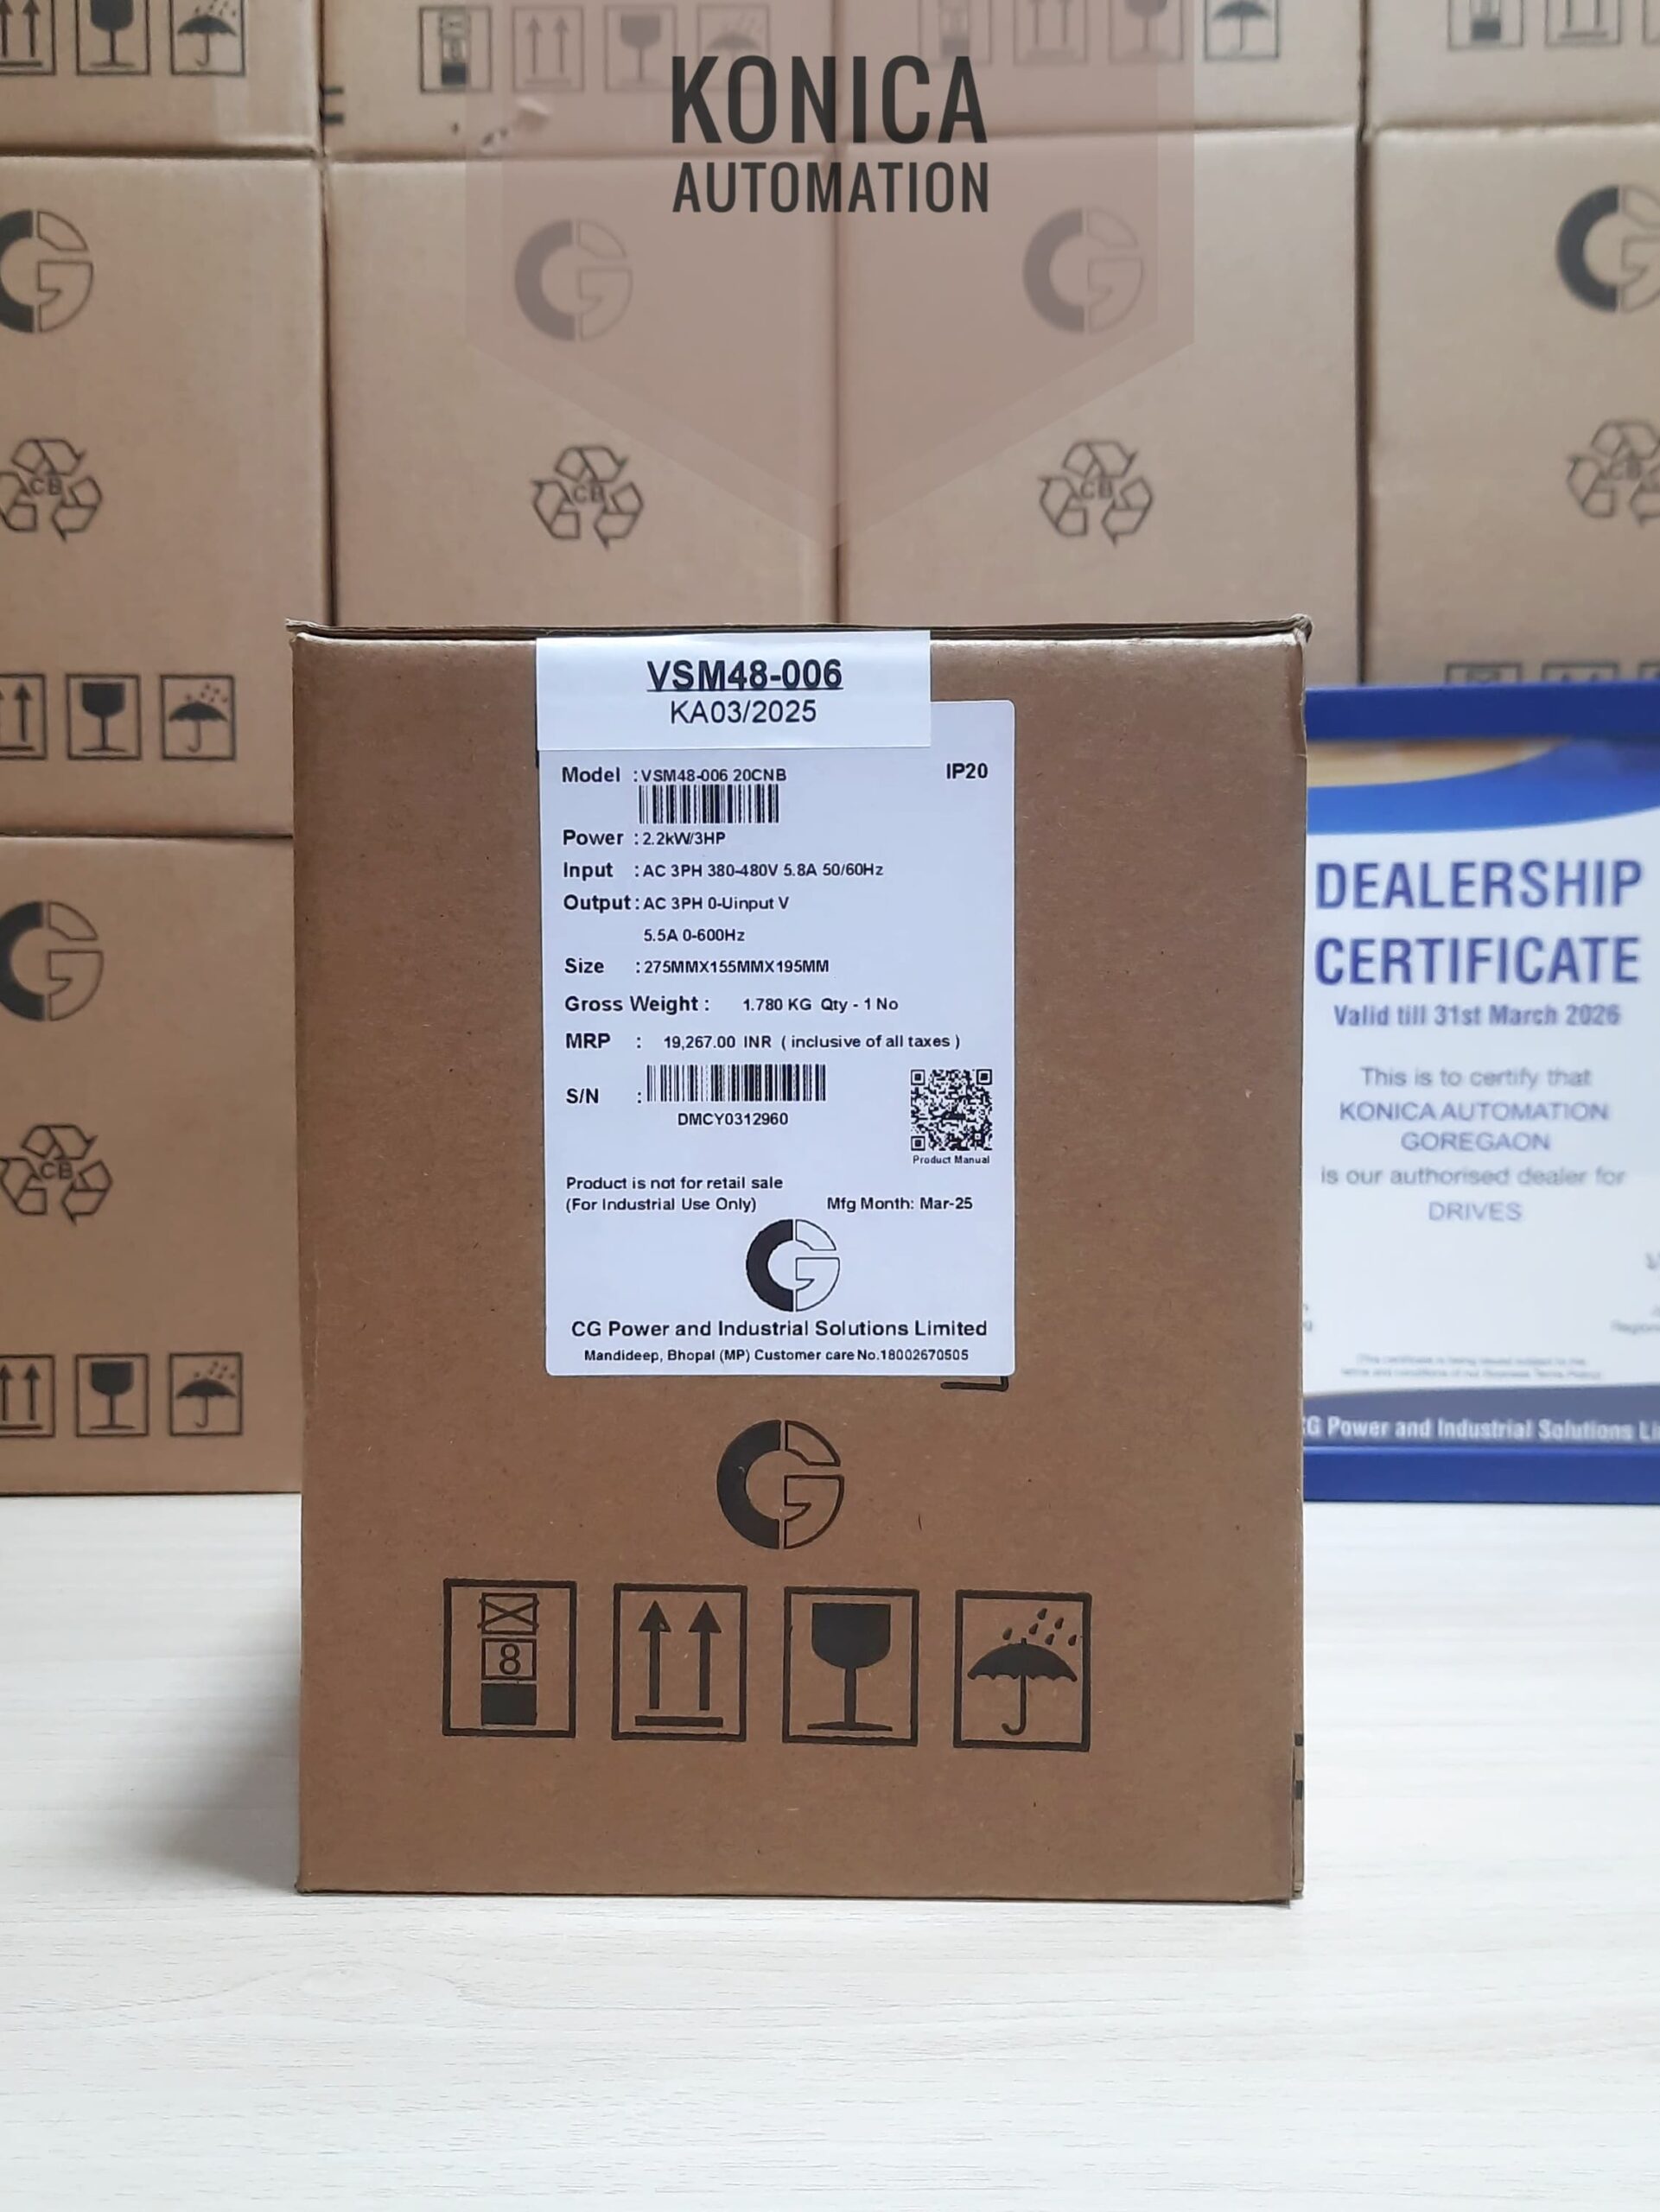 KONICA
AUTOMATION
VSM48-006
KA03/2025
Model : VSM48-006 20CNB
IP20
Power : 2.2kW/3HP
Input : AC 3PH 380-480V 5.8A 50/60Hz
Output : AC 3PH 0-Uinput V
5.5A 0-600Hz
Size : 275MMX155MMX195MM
Gross Weight : 1.780 KG Qty - 1 No
MRP : 19,267.00 INR ( inclusive of all taxes )
S/N :
DMCY0312960
Product Manual
Product is not for retail sale
(For Industrial Use Only)
Mfg Month: Mar-25
CG Power and Industrial Solutions Limited
Mandideep, Bhopal (MP) Customer care No.18002670505
8
CB
CB
CB
CB
CB
DEALERSHIP
CERTIFICATE
Valid till 31st March 2026
This is to certify that
KONICA AUTOMATION
GOREGAON
is our authorised dealer for
DRIVES
G Power and Industrial Solutions Li